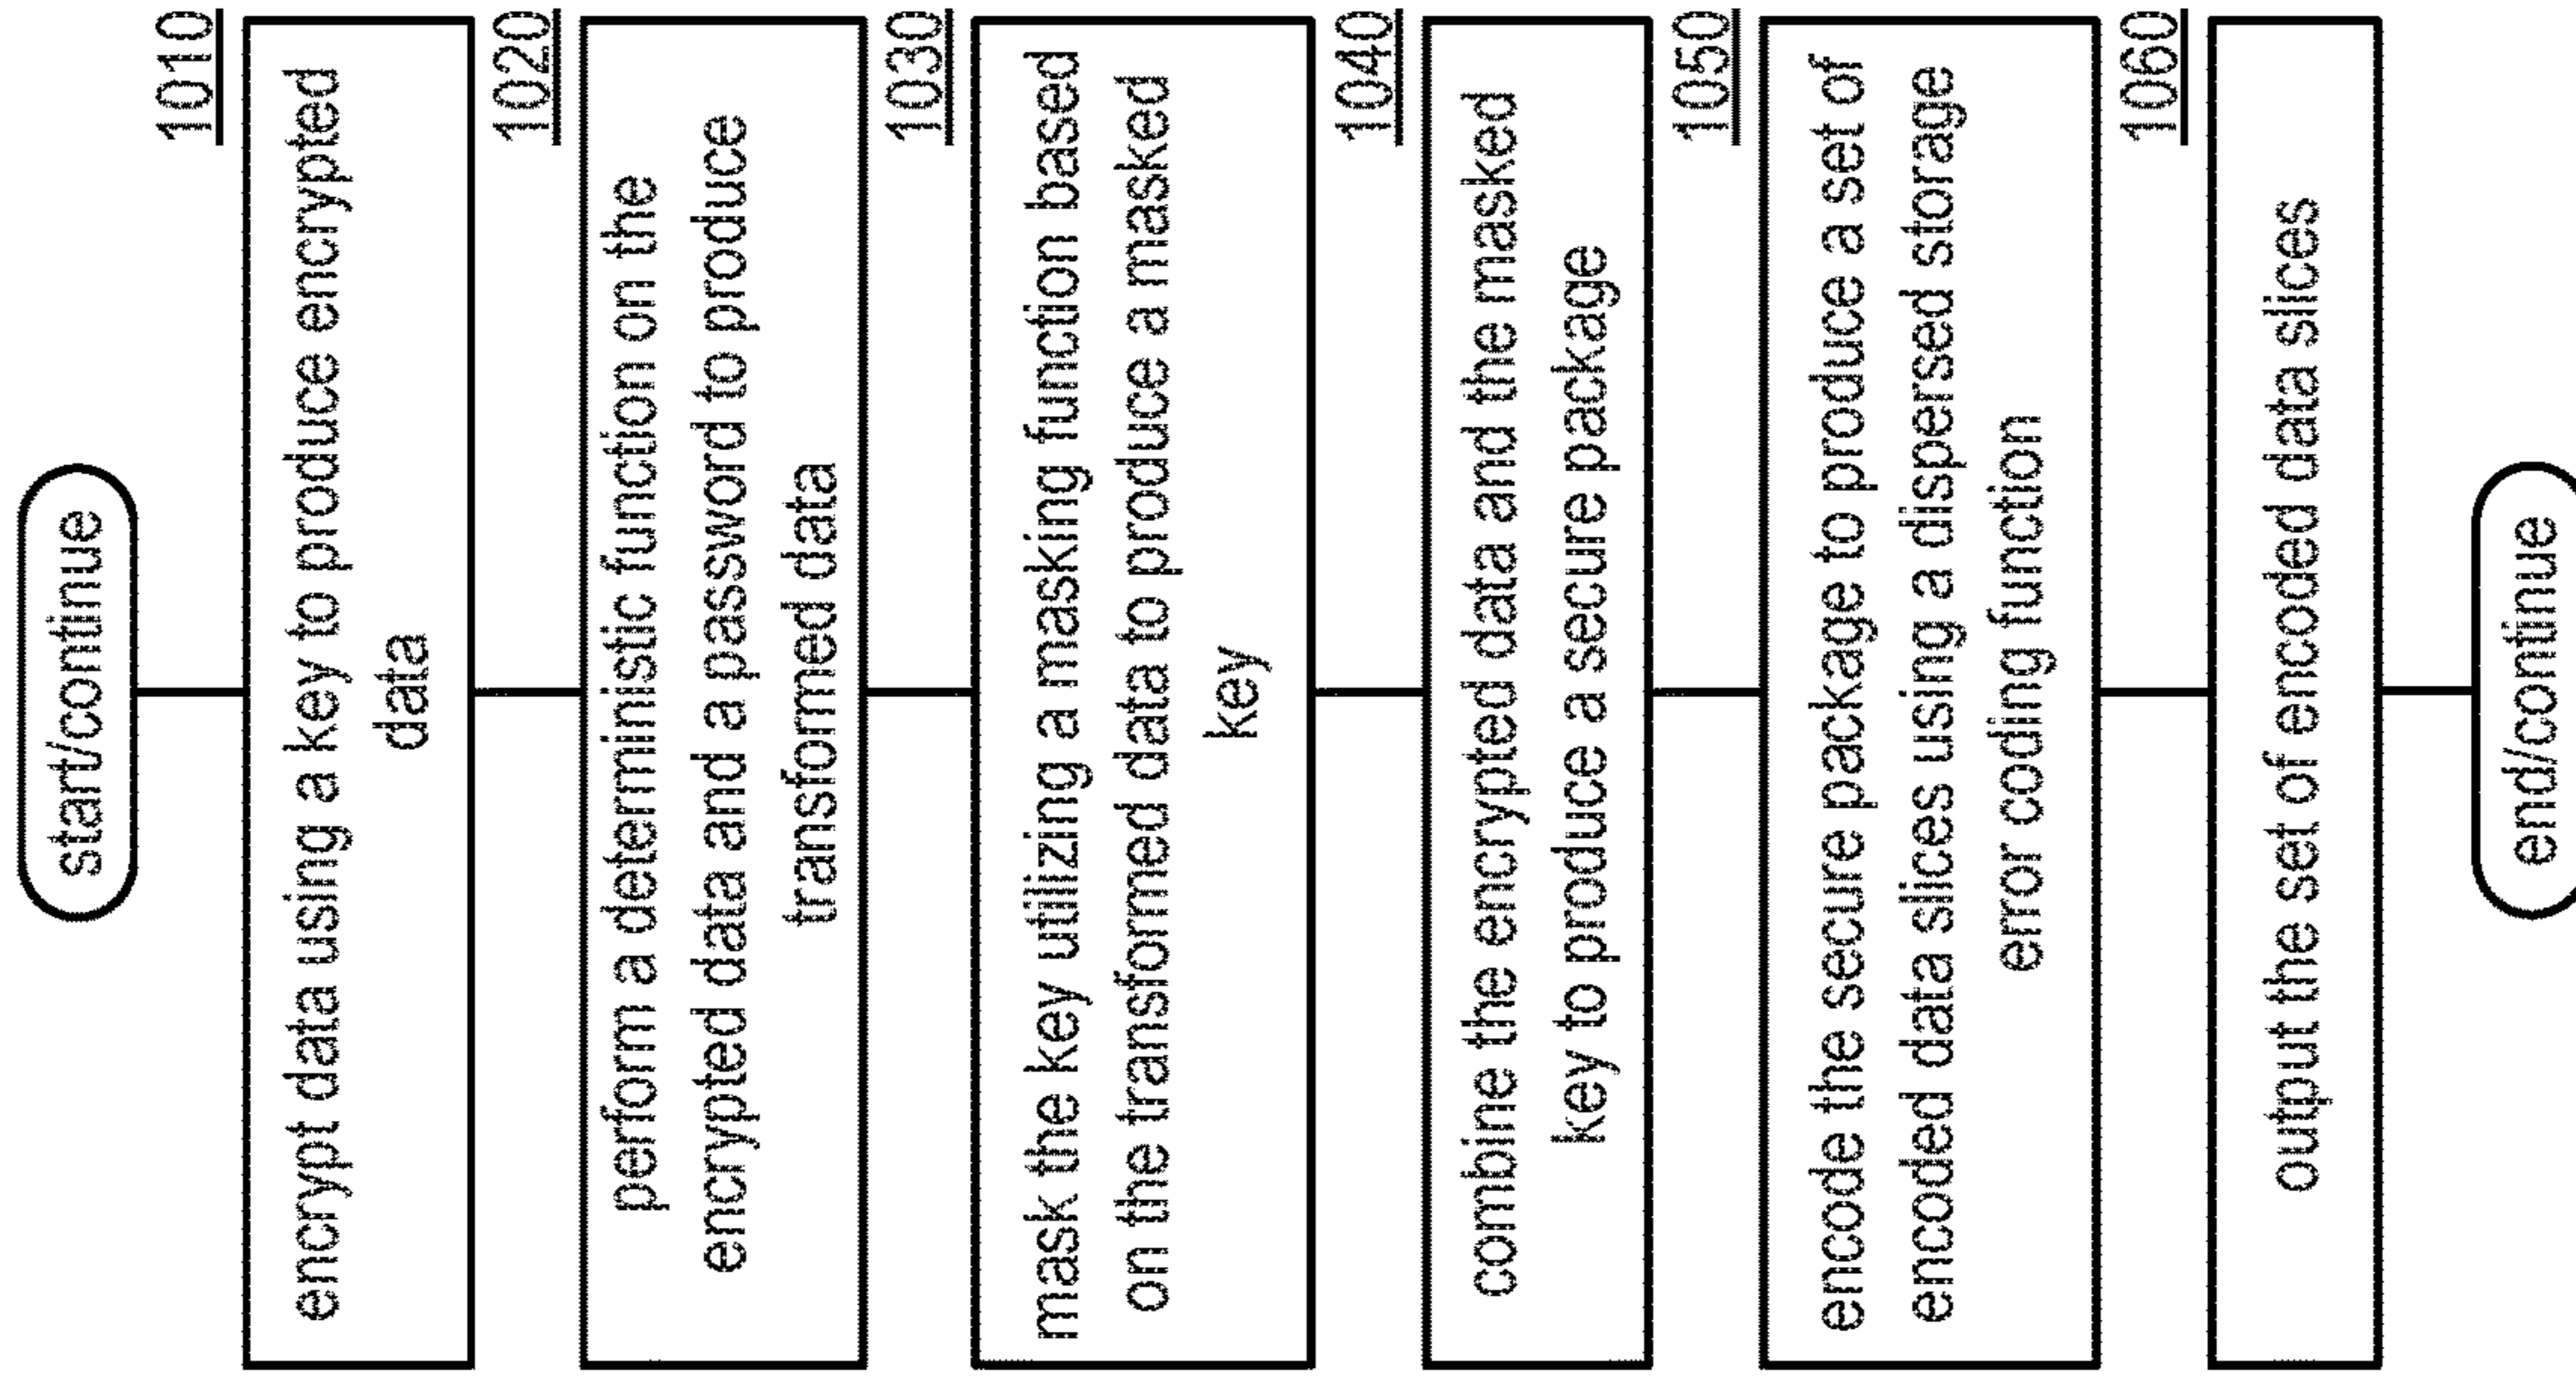 start/continue
1010
encrypt data using a key to produce encrypted
data
1020
perform a deterministic function on the
encrypted data and a password to produce
transformed data
1030
mask the key utilizing a masking function based
on the transformed data to produce a masked
key
1040
combine the encrypted data and the masked
key to produce a secure package
1050
encode the secure package to produce a set of
encoded data slices using a dispersed storage
error coding function
1060
output the set of encoded data slices
end/continue